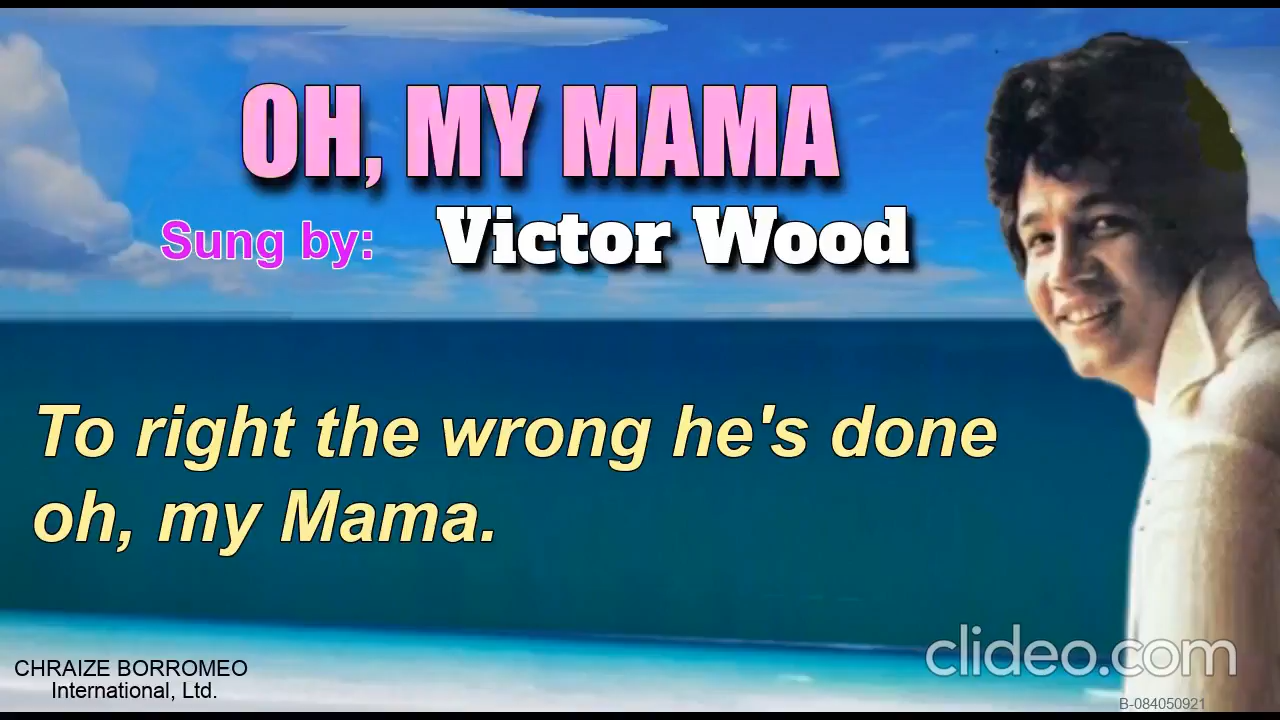 OH, MY MAMA
Sung by: Victor Wood
To right the wrong he's done
oh, my Mama.
clideo.com
CHRAIZE BORROMEO
International, Ltd.
B-084050921